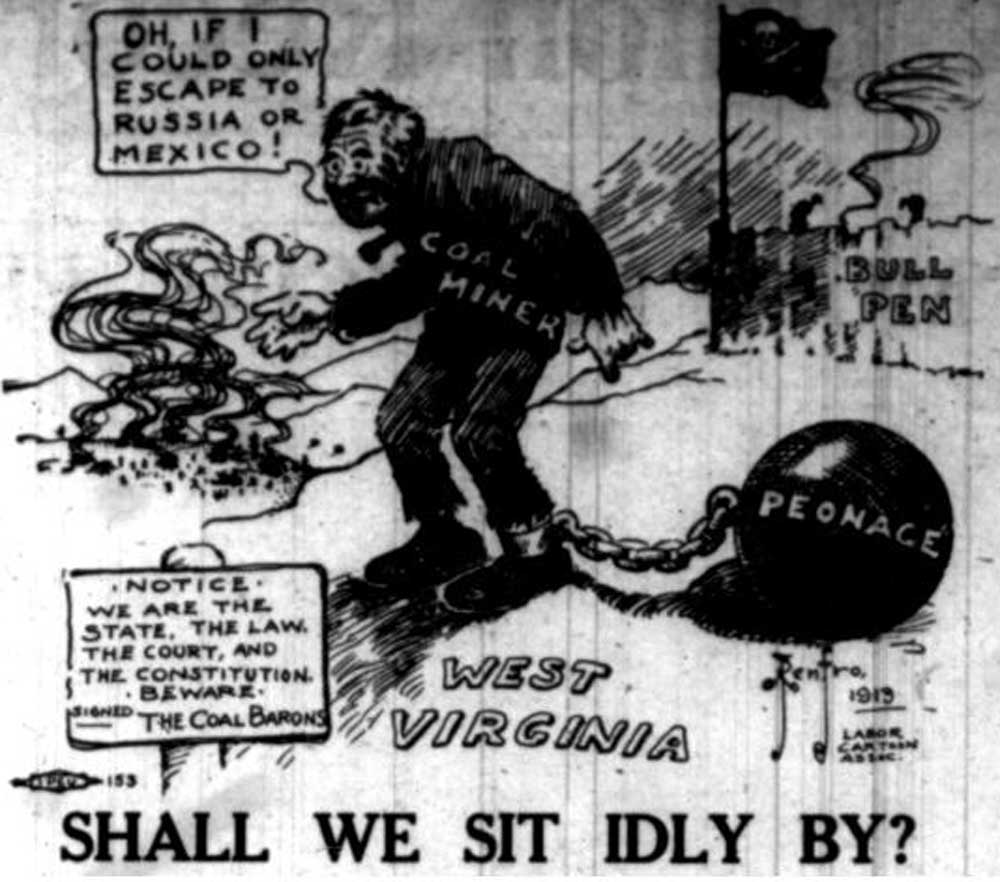 OH, IF I
COULD ONLY
ESCAPE TO
RUSSIA OR
MEXICO!
COAL
MINER
BULL
PEN
PEONAGE
· NOTICE ·
WE ARE THE
STATE, THE LAW.
THE COURT, AND
THE CONSTITUTION.
· BEWARE ·
SIGNED THE COAL BARONS
WEST
VIRGINIA
1919
LABOR
CARTOON
ASSOC.
153
SHALL WE SIT IDLY BY?